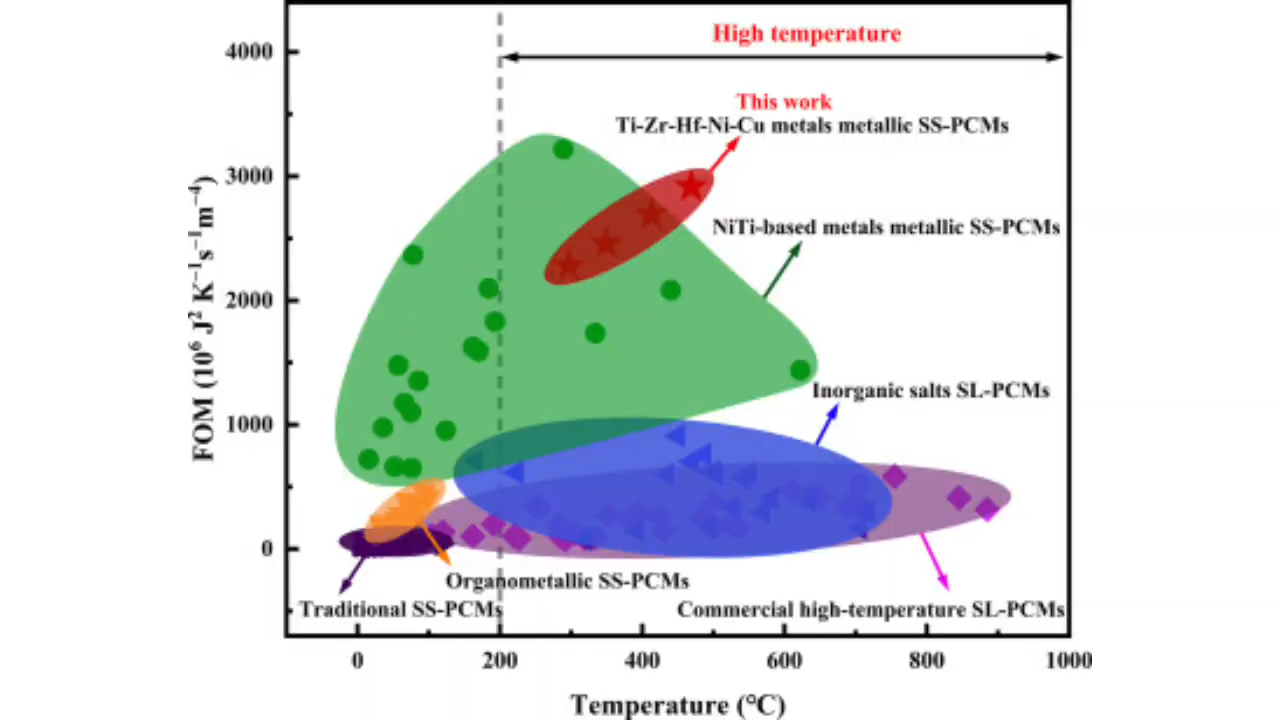 High temperature
This work
Ti-Zr-Hf-Ni-Cu metals metallic SS-PCMs
NiTi-based metals metallic SS-PCMs
Inorganic salts SL-PCMs
Organometallic SS-PCMs
Traditional SS-PCMs
Commercial high-temperature SL-PCMs
FOM (10⁶ J² K⁻¹s⁻¹m⁻⁴)
4000
3000
2000
1000
0
0 200 400 600 800 1000
Temperature (℃)